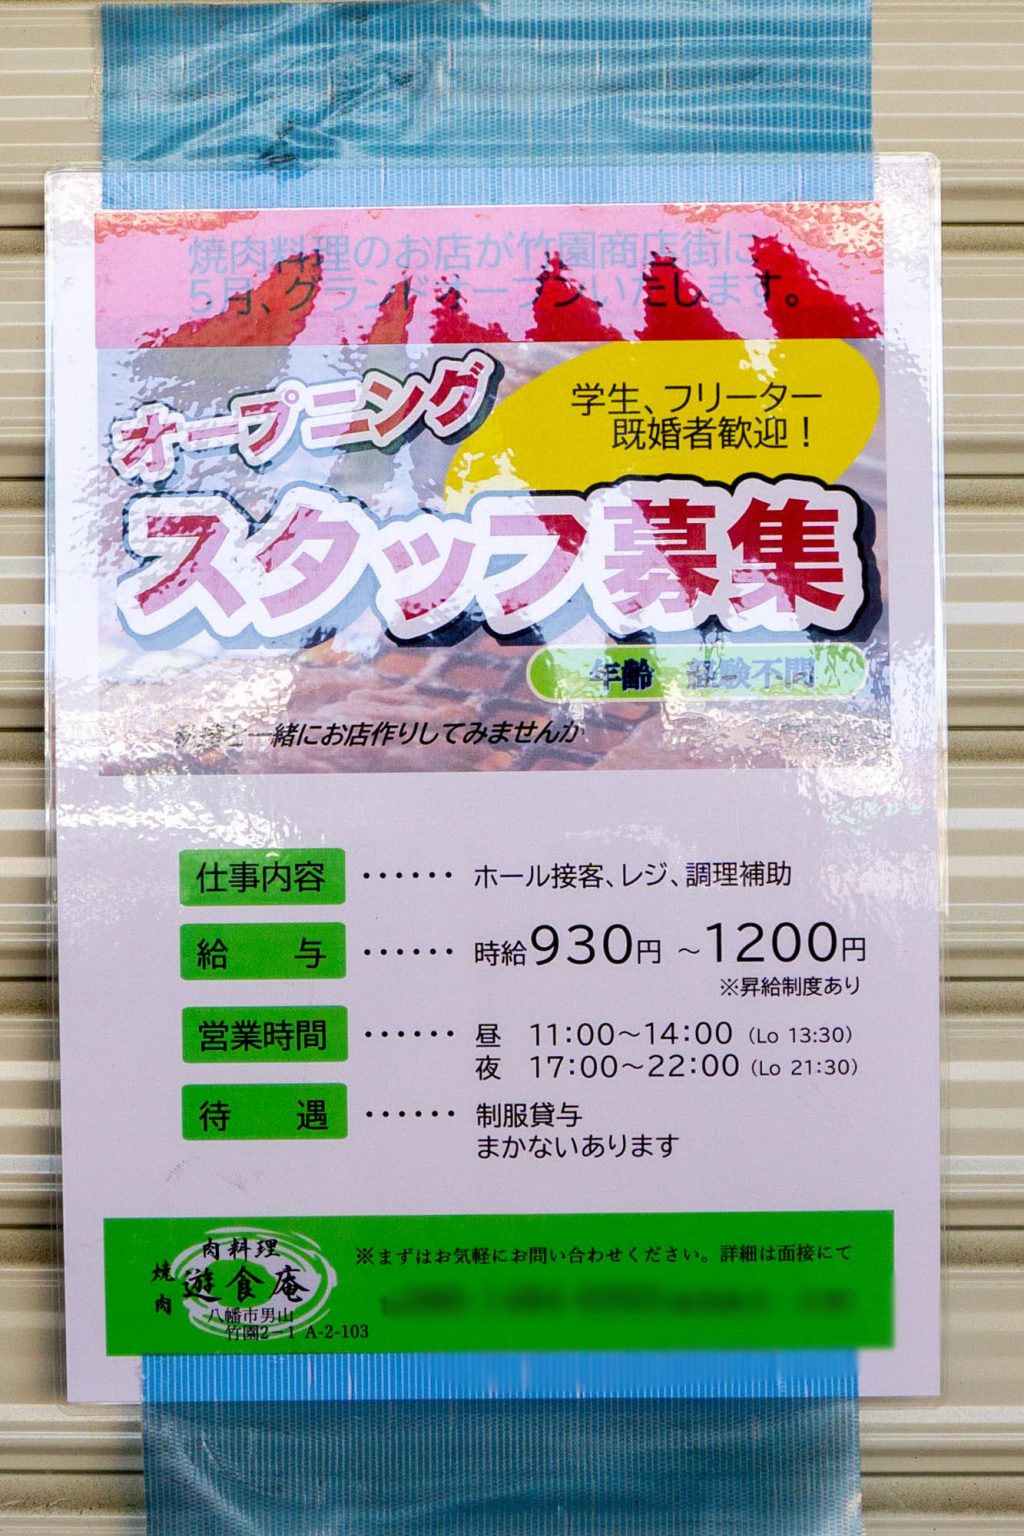 焼肉料理のお店が竹園商店街に
5月、グランドオープンいたします。
オープニング
学生、フリーター
既婚者歓迎！
スタッフ募集
年齢 経験不問
一緒にお店作りしてみませんか
仕事内容 ・・・・・・ ホール接客、レジ、調理補助
給 与 ・・・・・・ 時給930円 ～1200円
※昇給制度あり
営業時間 ・・・・・・ 昼 11:00～14:00 (Lo 13:30)
夜 17:00～22:00 (Lo 21:30)
待 遇 ・・・・・・ 制服貸与
まかないあります
肉料理
焼肉 遊食庵
八幡市男山
竹園2－1 A-2-103
※まずはお気軽にお問い合わせください。詳細は面接にて